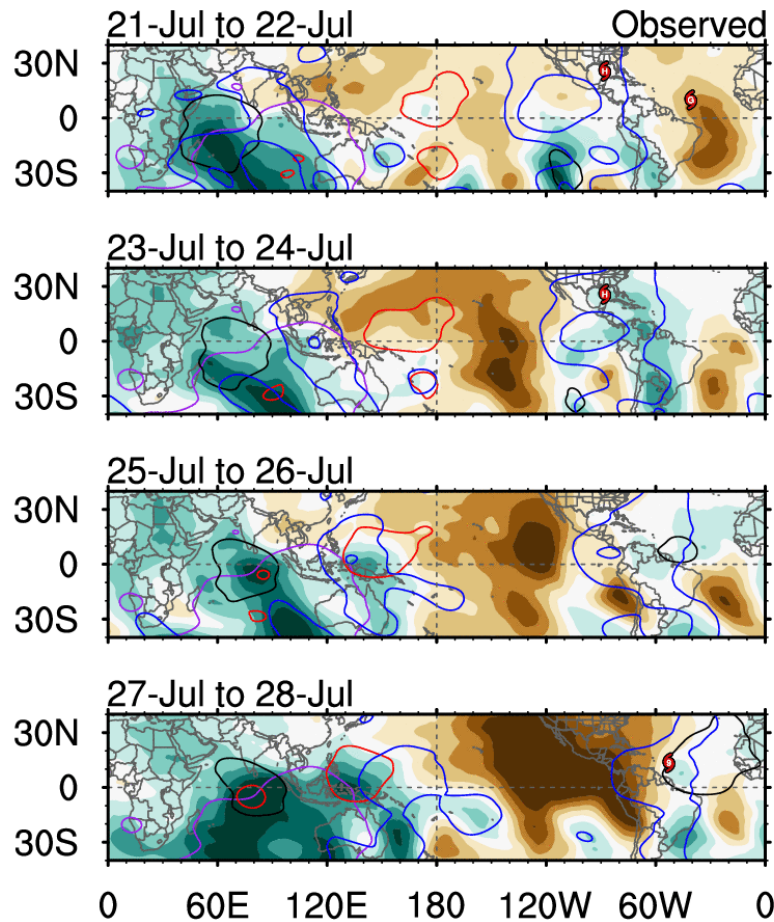 21-Jul to 22-Jul Observed
30N
0
30S
23-Jul to 24-Jul
30N
0
30S
25-Jul to 26-Jul
30N
0
30S
27-Jul to 28-Jul
30N
0
30S
0 60E 120E 180 120W 60W 0